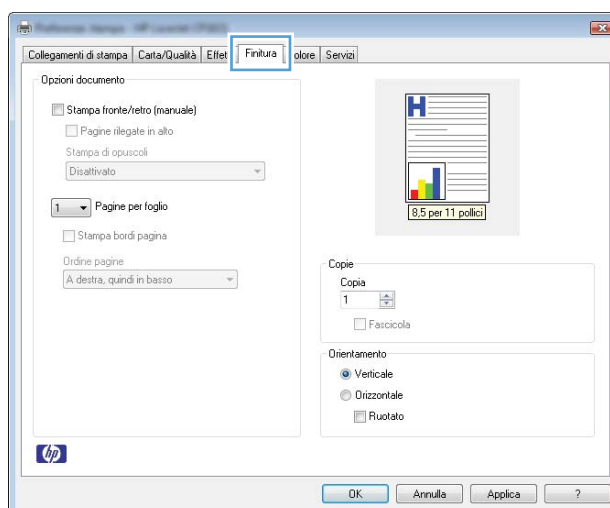 Collegamenti di stampa Carta/Qualità Effet Finitura olore Servizi
Opzioni documento
Stampa fronte/retro (manuale)
Pagine rilegate in alto
Stampa di opuscoli
Disattivato
1 Pagine per foglio
Stampa bordi pagina
Ordine pagine
A destra, quindi in basso
H
8,5 per 11 pollici
Copie
Copia
1
Fascicola
Orientamento
Verticale
Orizzontale
Ruotato
hp
OK Annulla Applica ?